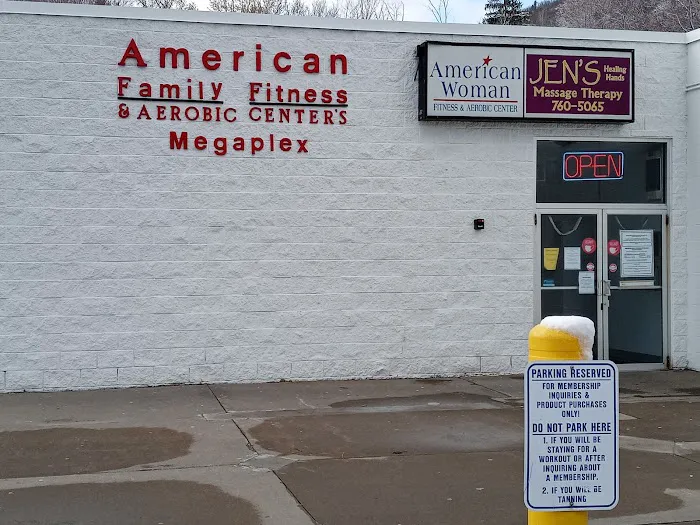 American
Family Fitness
& AEROBIC CENTER'S
Megaplex
American
Woman
FITNESS & AEROBIC CENTER
JEN'S Healing
Hands
Massage Therapy
760-5065
OPEN
PARKING RESERVED
FOR MEMBERSHIP
INQUIRIES &
PRODUCT PURCHASES
ONLY!
DO NOT PARK HERE
1. IF YOU WILL BE
STAYING FOR A
WORKOUT OR AFTER
INQUIRING ABOUT
A MEMBERSHIP.
2. IF YOU WILL BE
TANNING